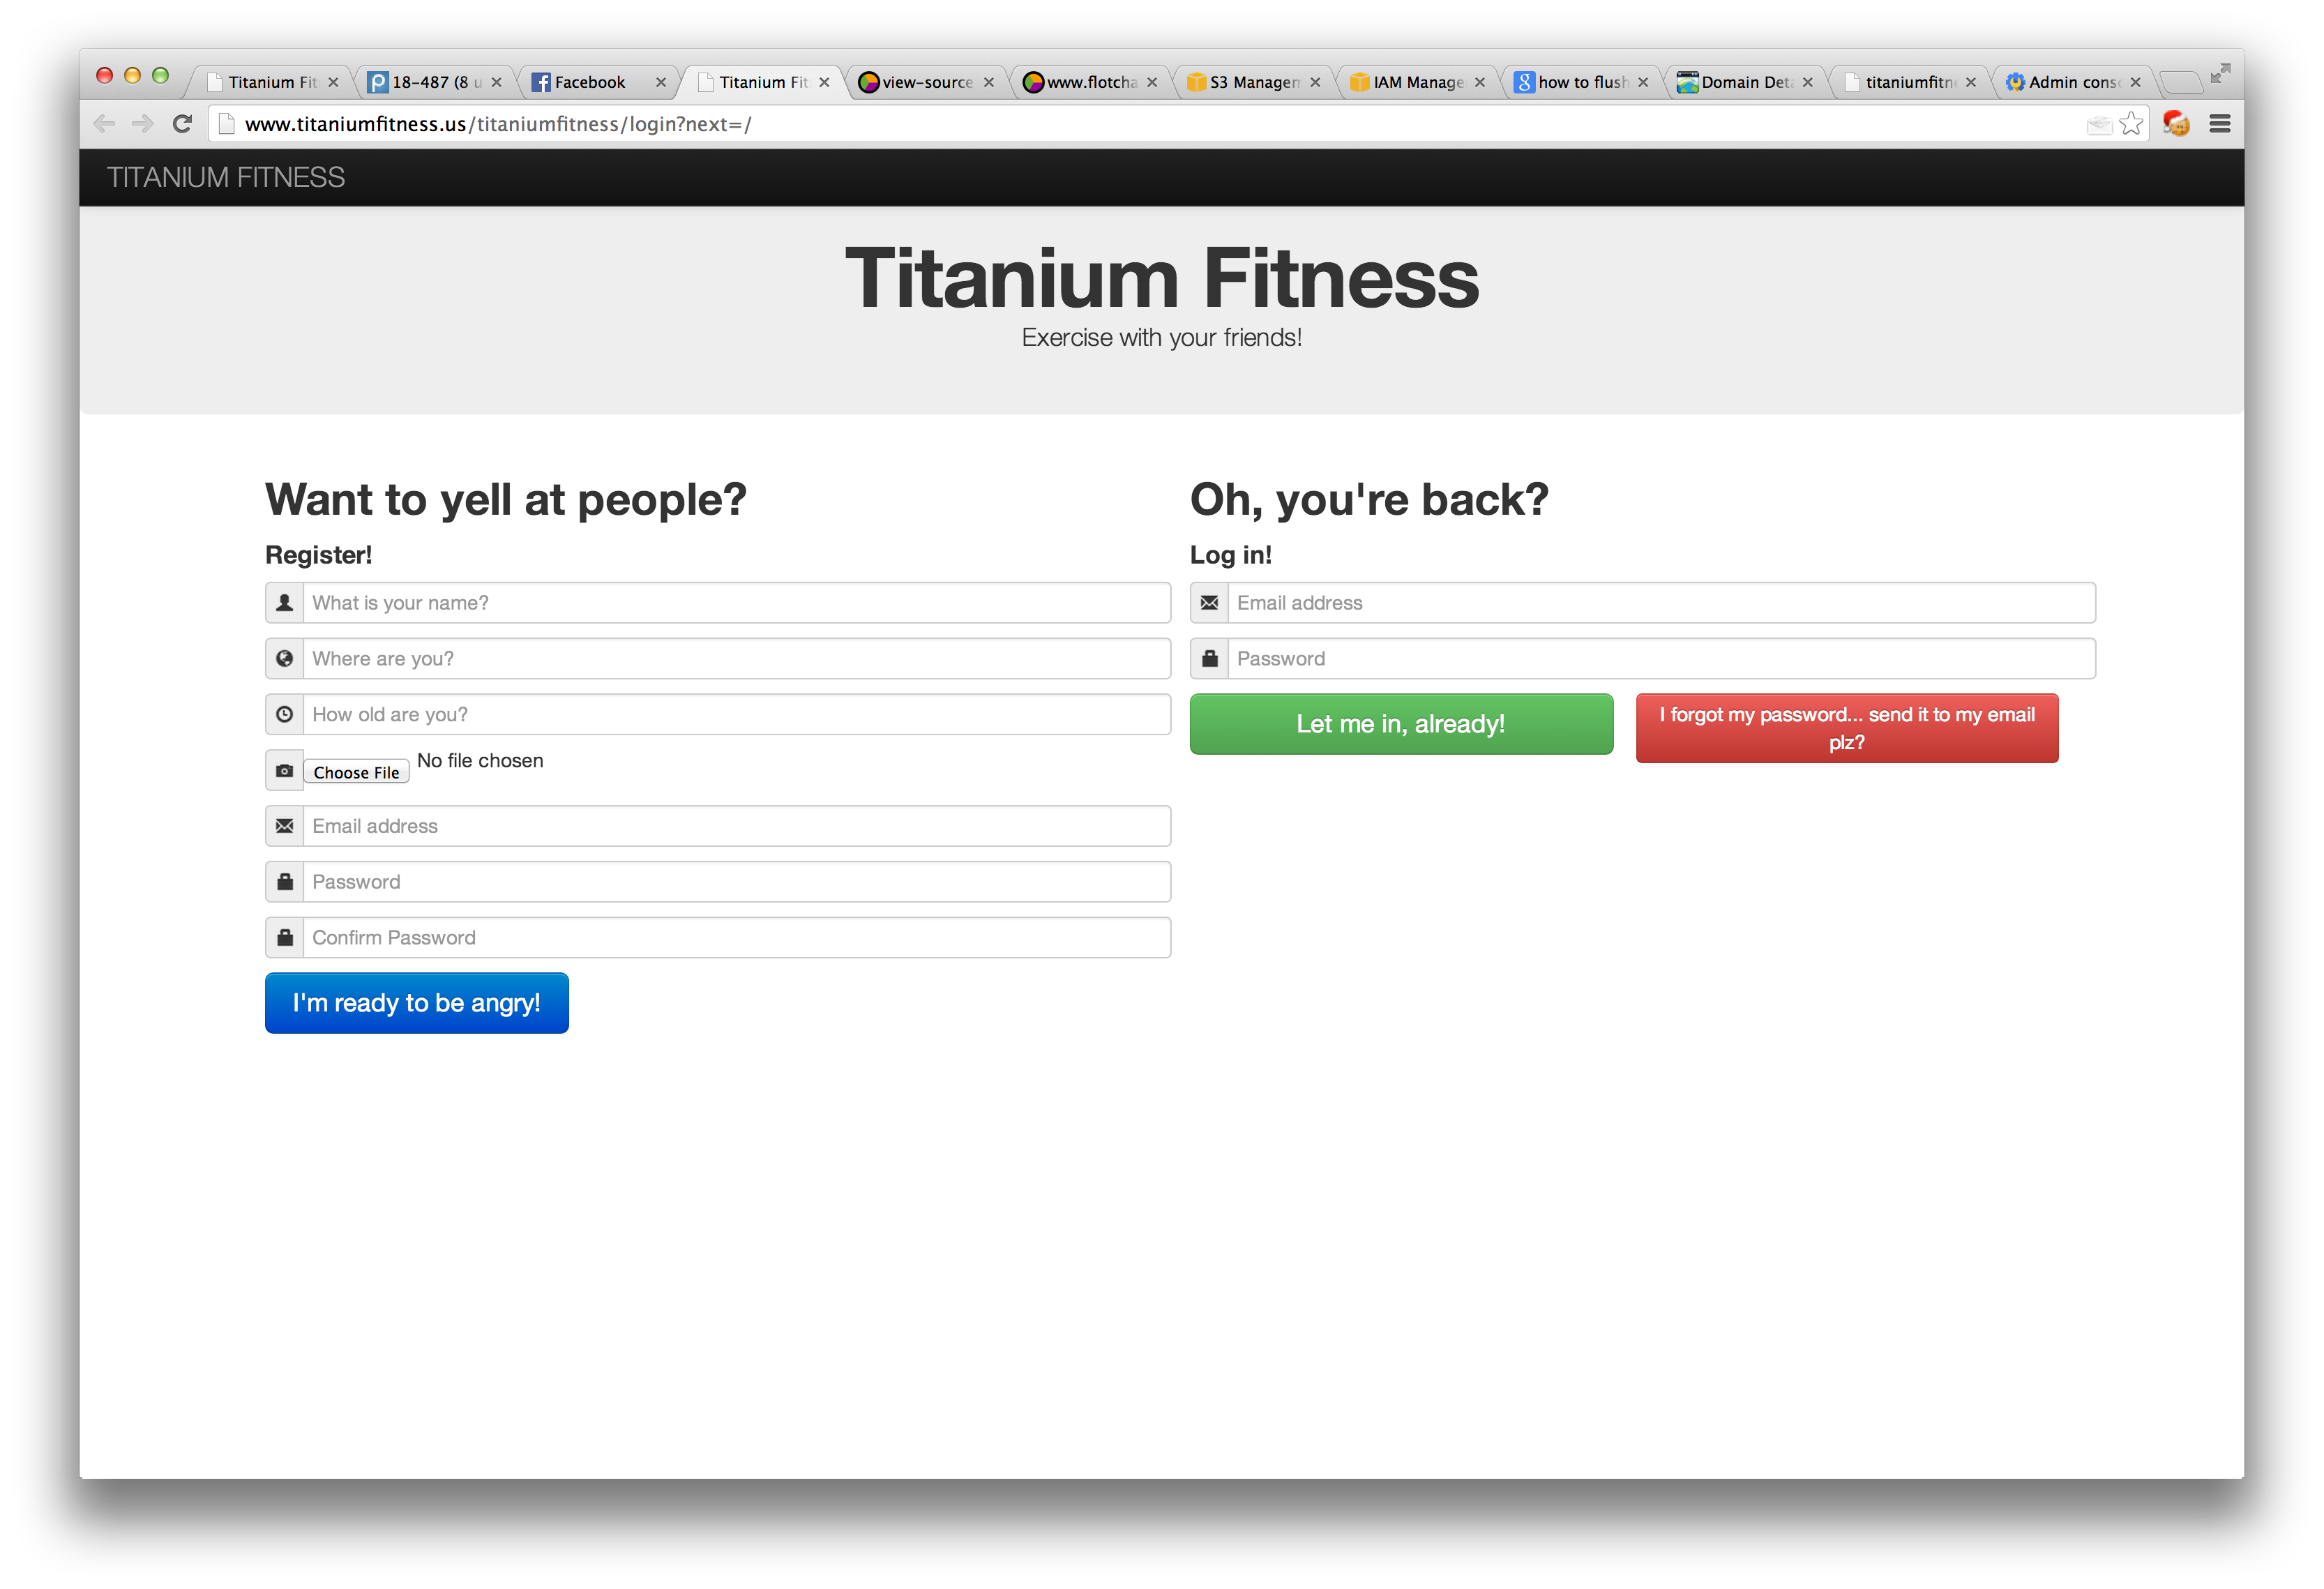 Titanium Fit
18-487 (8 u
Facebook
Titanium Fit
view-source
www.flotcha
S3 Managem
IAM Manage
how to flush
Domain Deta
titaniumfitn
Admin conso
www.titaniumfitness.us/titaniumfitness/login?next=/
TITANIUM FITNESS
Titanium Fitness
Exercise with your friends!
Want to yell at people?
Register!
What is your name?
Where are you?
How old are you?
Choose File No file chosen
Email address
Password
Confirm Password
I'm ready to be angry!
Oh, you're back?
Log in!
Email address
Password
Let me in, already!
I forgot my password... send it to my email
plz?